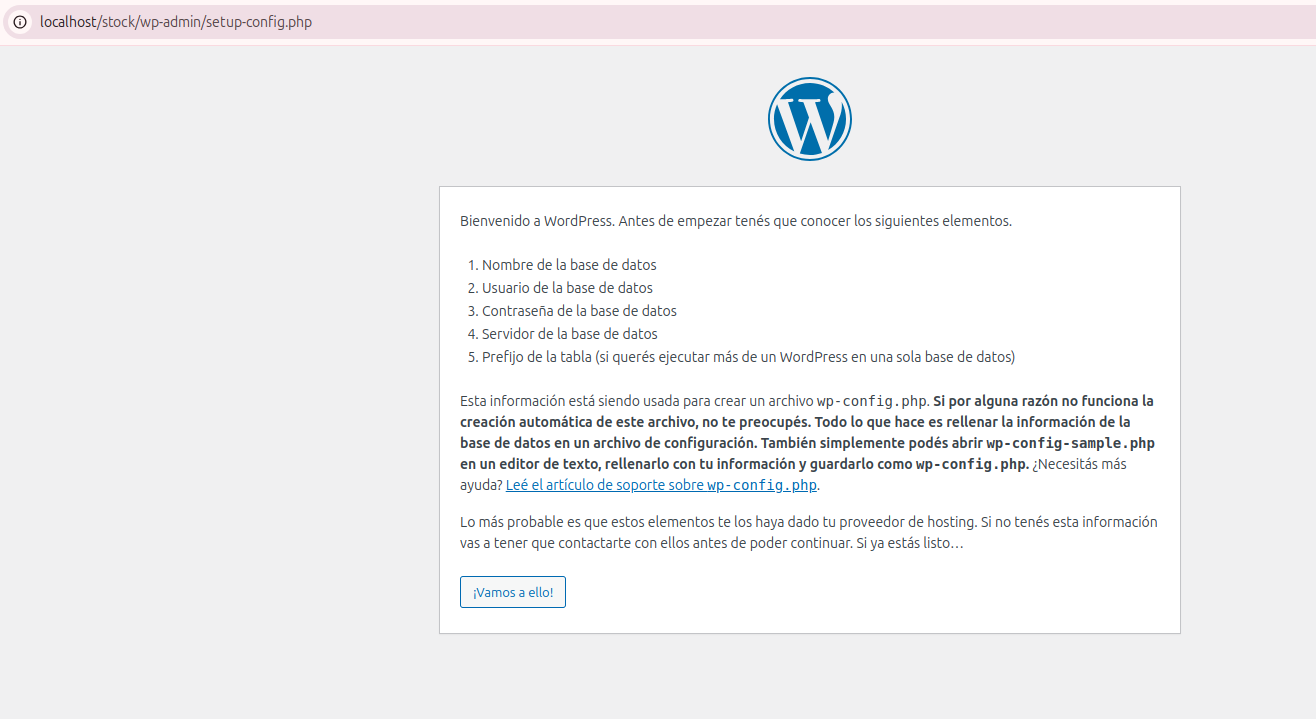 localhost/stock/wp-admin/setup-config.php
Bienvenido a WordPress. Antes de empezar tenés que conocer los siguientes elementos.
1. Nombre de la base de datos
2. Usuario de la base de datos
3. Contraseña de la base de datos
4. Servidor de la base de datos
5. Prefijo de la tabla (si querés ejecutar más de un WordPress en una sola base de datos)
Esta información está siendo usada para crear un archivo wp-config.php. Si por alguna razón no funciona la
creación automática de este archivo, no te preocupés. Todo lo que hace es rellenar la información de la
base de datos en un archivo de configuración. También simplemente podés abrir wp-config-sample.php
en un editor de texto, rellenarlo con tu información y guardarlo como wp-config.php. ¿Necesitás más
ayuda? Leé el artículo de soporte sobre wp-config.php.
Lo más probable es que estos elementos te los haya dado tu proveedor de hosting. Si no tenés esta información
vas a tener que contactarte con ellos antes de poder continuar. Si ya estás listo…
¡Vamos a ello!